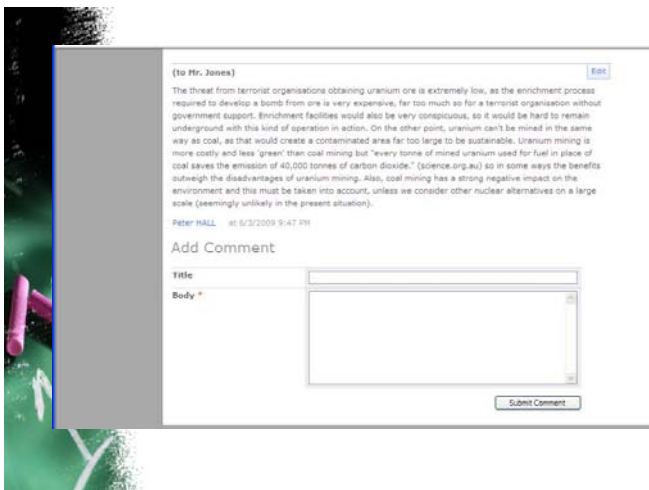 (to Mr. Jones)
Edit
The threat from terrorist organisations obtaining uranium ore is extremely low, as the enrichment process
required to develop a bomb from ore is very expensive, far too much so for a terrorist organisation without
government support. Enrichment facilities would also be very conspicuous, so it would be hard to remain
underground with this kind of operation in action. On the other point, uranium can't be mined in the same
way as coal, as that would create a contaminated area far too large to be sustainable. Uranium mining is
more costly and less 'green' than coal mining but "every tonne of mined uranium used for fuel in place of
coal saves the emission of 40,000 tonnes of carbon dioxide." (science.org.au) so in some ways the benefits
outweigh the disadvantages of uranium mining. Also, coal mining has a strong negative impact on the
environment and this must be taken into account, unless we consider other nuclear alternatives on a large
scale (seemingly unlikely in the present situation).
Peter HALL at 6/3/2009 9:47 PM
Add Comment
Title
Body *
Submit Comment